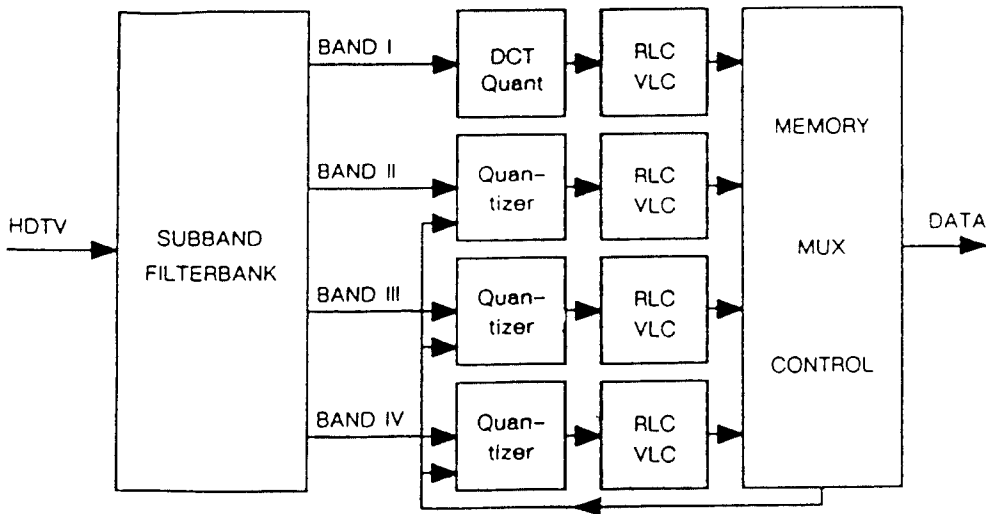 HDTV
SUBBAND
FILTERBANK
BAND I
DCT
Quant
RLC
VLC
BAND II
Quan-
tizer
RLC
VLC
BAND III
Quan-
tizer
RLC
VLC
BAND IV
Quan-
tizer
RLC
VLC
MEMORY
MUX
CONTROL
DATA